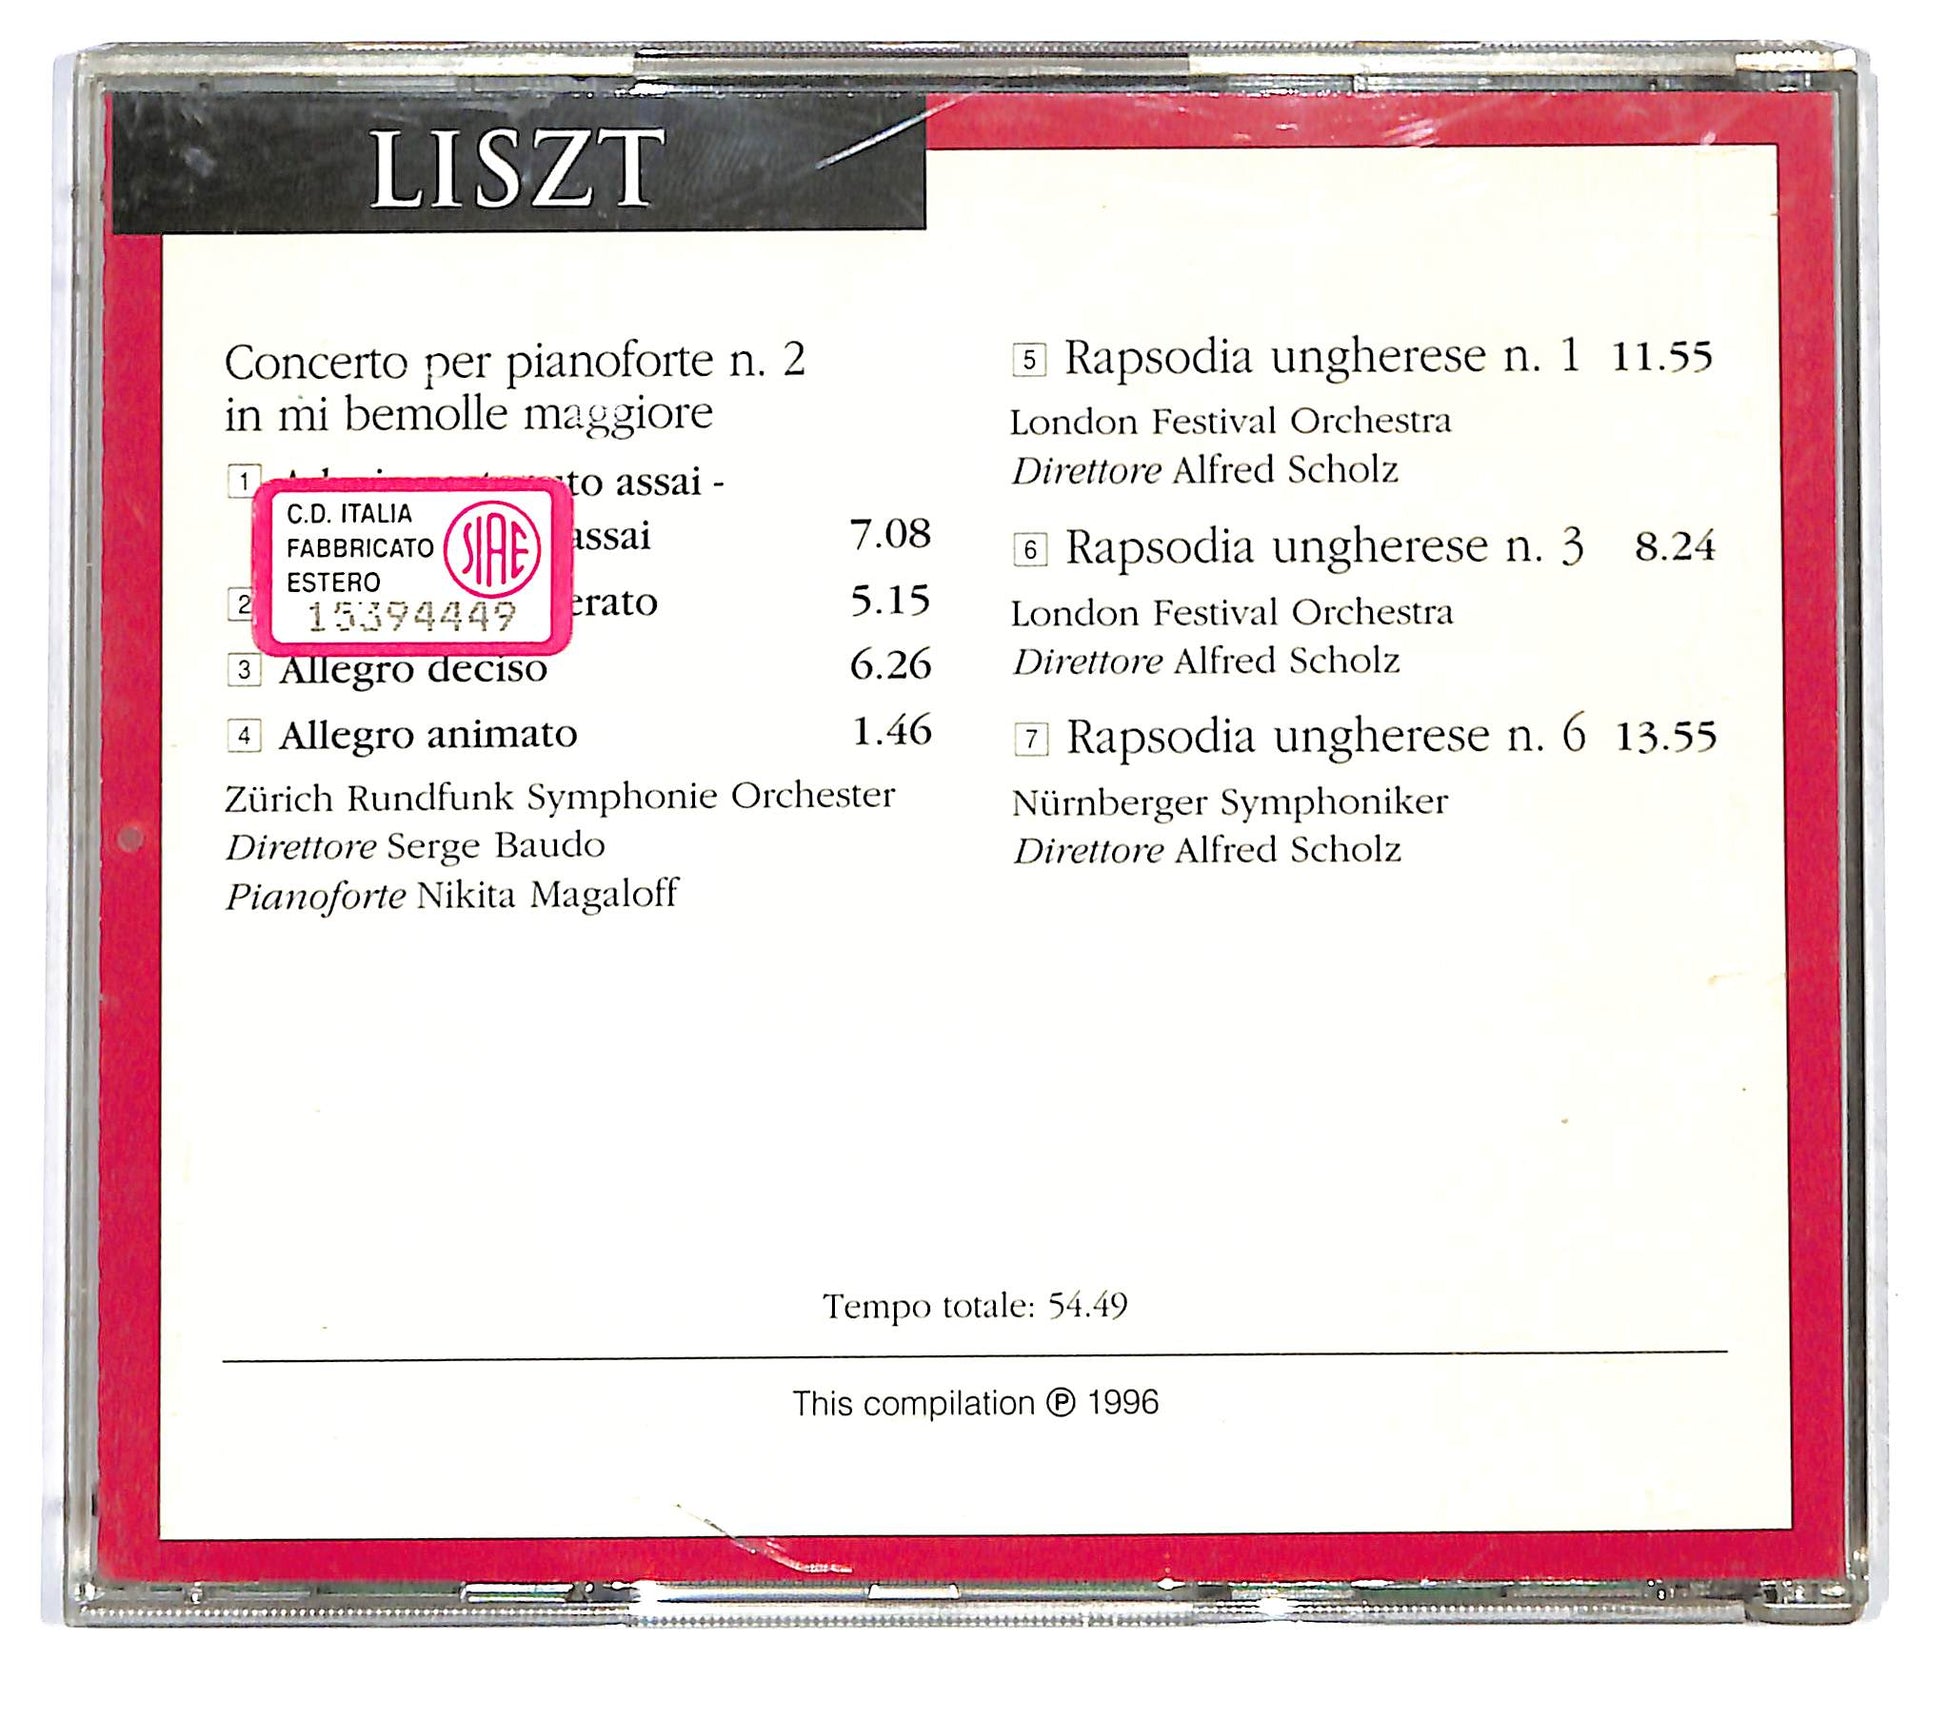 LISZT
Concerto per pianoforte n. 2
in mi bemolle maggiore
1 assai -
assai 7.08
2 5.15
3 Allegro deciso 6.26
4 Allegro animato 1.46
Zürich Rundfunk Symphonie Orchester
Direttore Serge Baudo
Pianoforte Nikita Magaloff
C.D. ITALIA
FABBRICATO
ESTERO
SIAE
15394449
5 Rapsodia ungherese n. 1 11.55
London Festival Orchestra
Direttore Alfred Scholz
6 Rapsodia ungherese n. 3 8.24
London Festival Orchestra
Direttore Alfred Scholz
7 Rapsodia ungherese n. 6 13.55
Nürnberger Symphoniker
Direttore Alfred Scholz
Tempo totale: 54.49
This compilation ℗ 1996